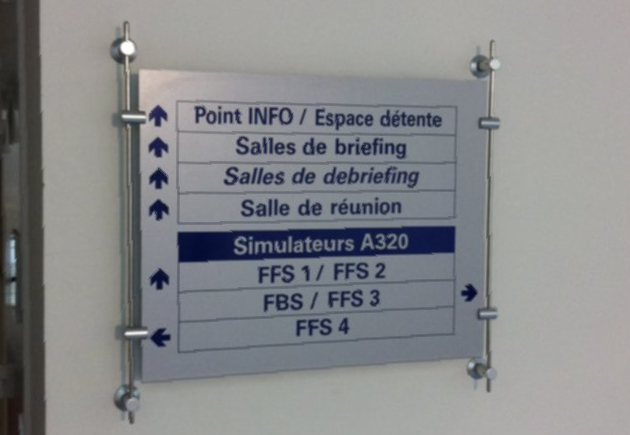 Point INFO / Espace détente
Salles de briefing
Salles de debriefing
Salle de réunion
Simulateurs A320
FFS 1 / FFS 2
FBS / FFS 3
FFS 4